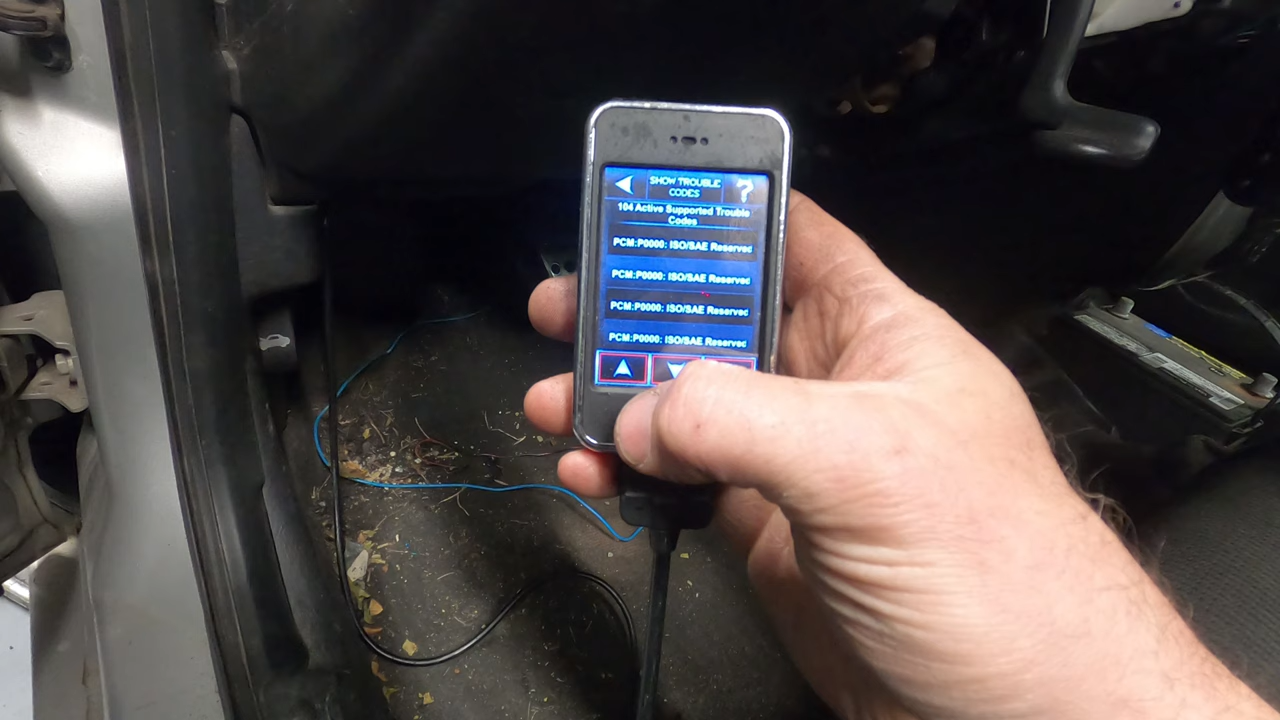 SHOW TROUBLE
CODES
?
104 Active Supported Trouble
Codes
PCM:P0000: ISO/SAE Reserved
PCM:P0000: ISO/SAE Reserved
PCM:P0000: ISO/SAE Reserved
PCM:P0000: ISO/SAE Reserved